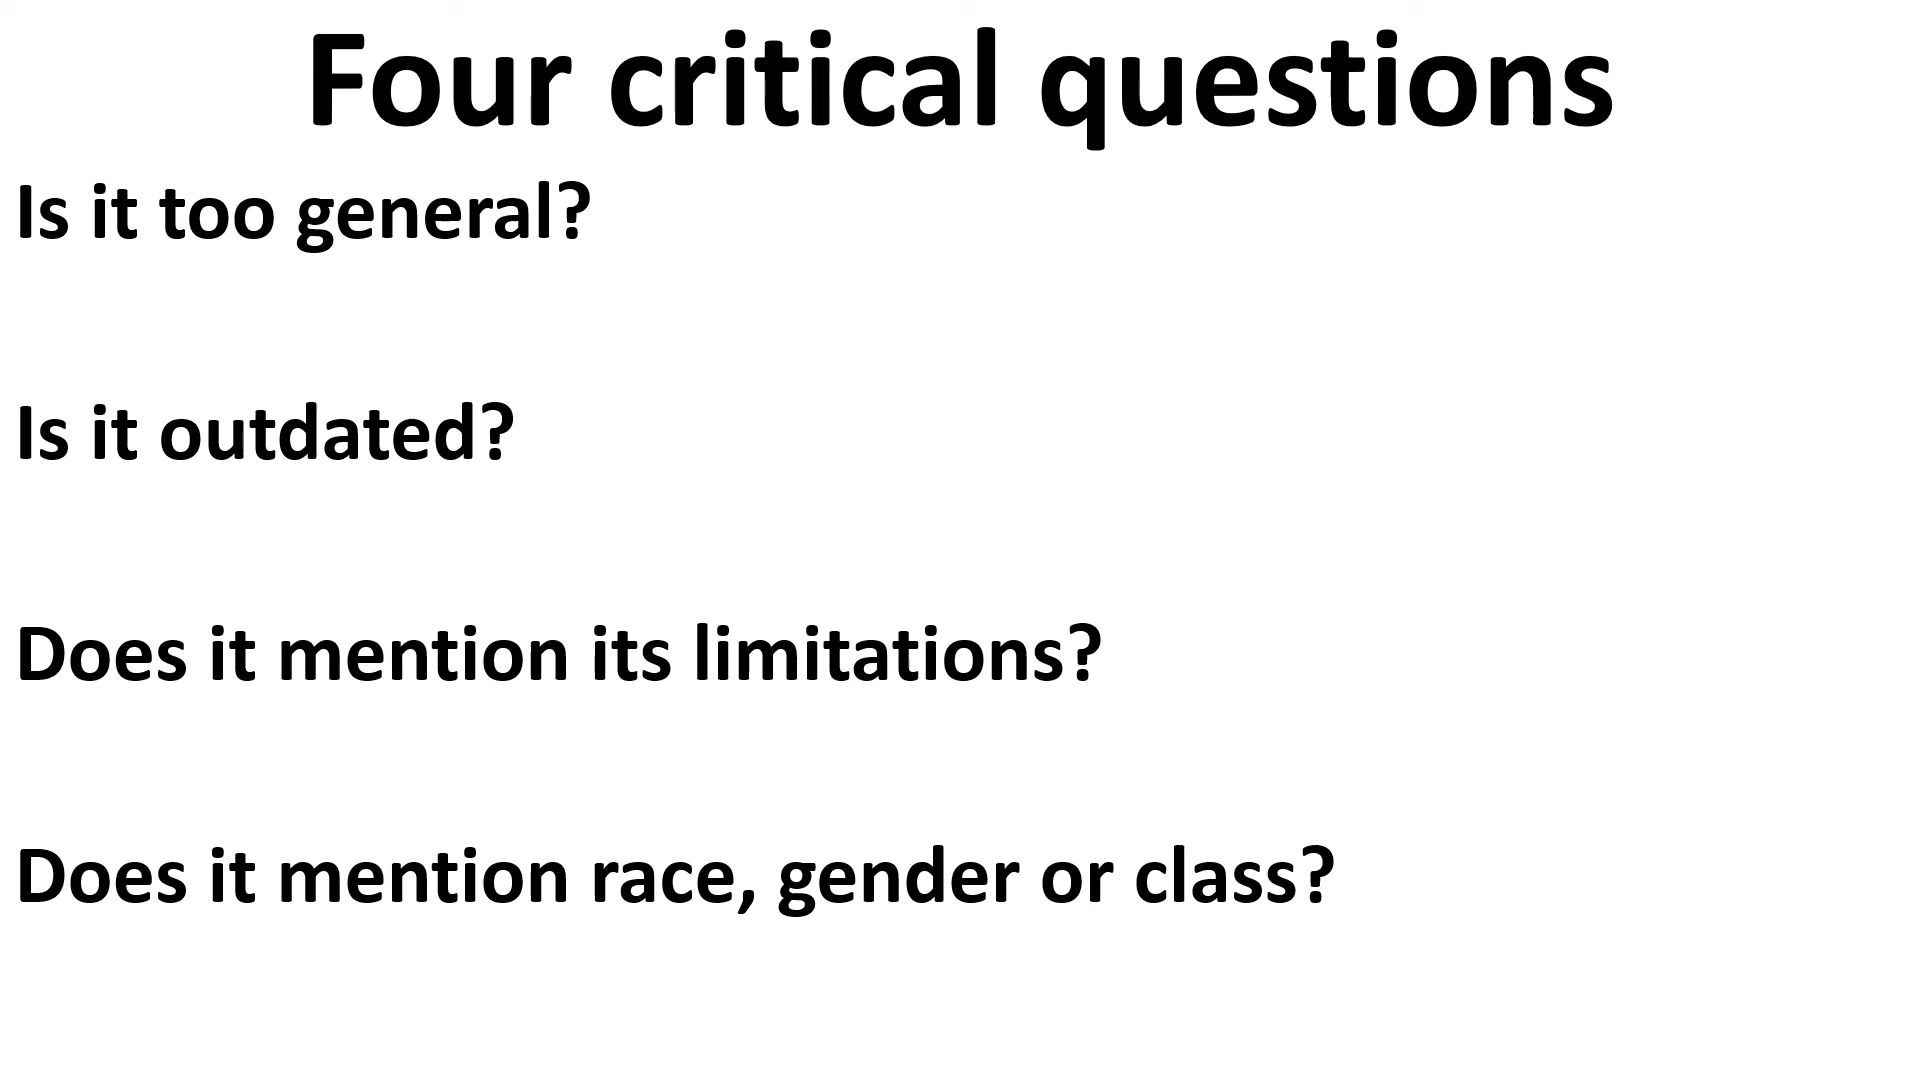 Four critical questions
Is it too general?
Is it outdated?
Does it mention its limitations?
Does it mention race, gender or class?